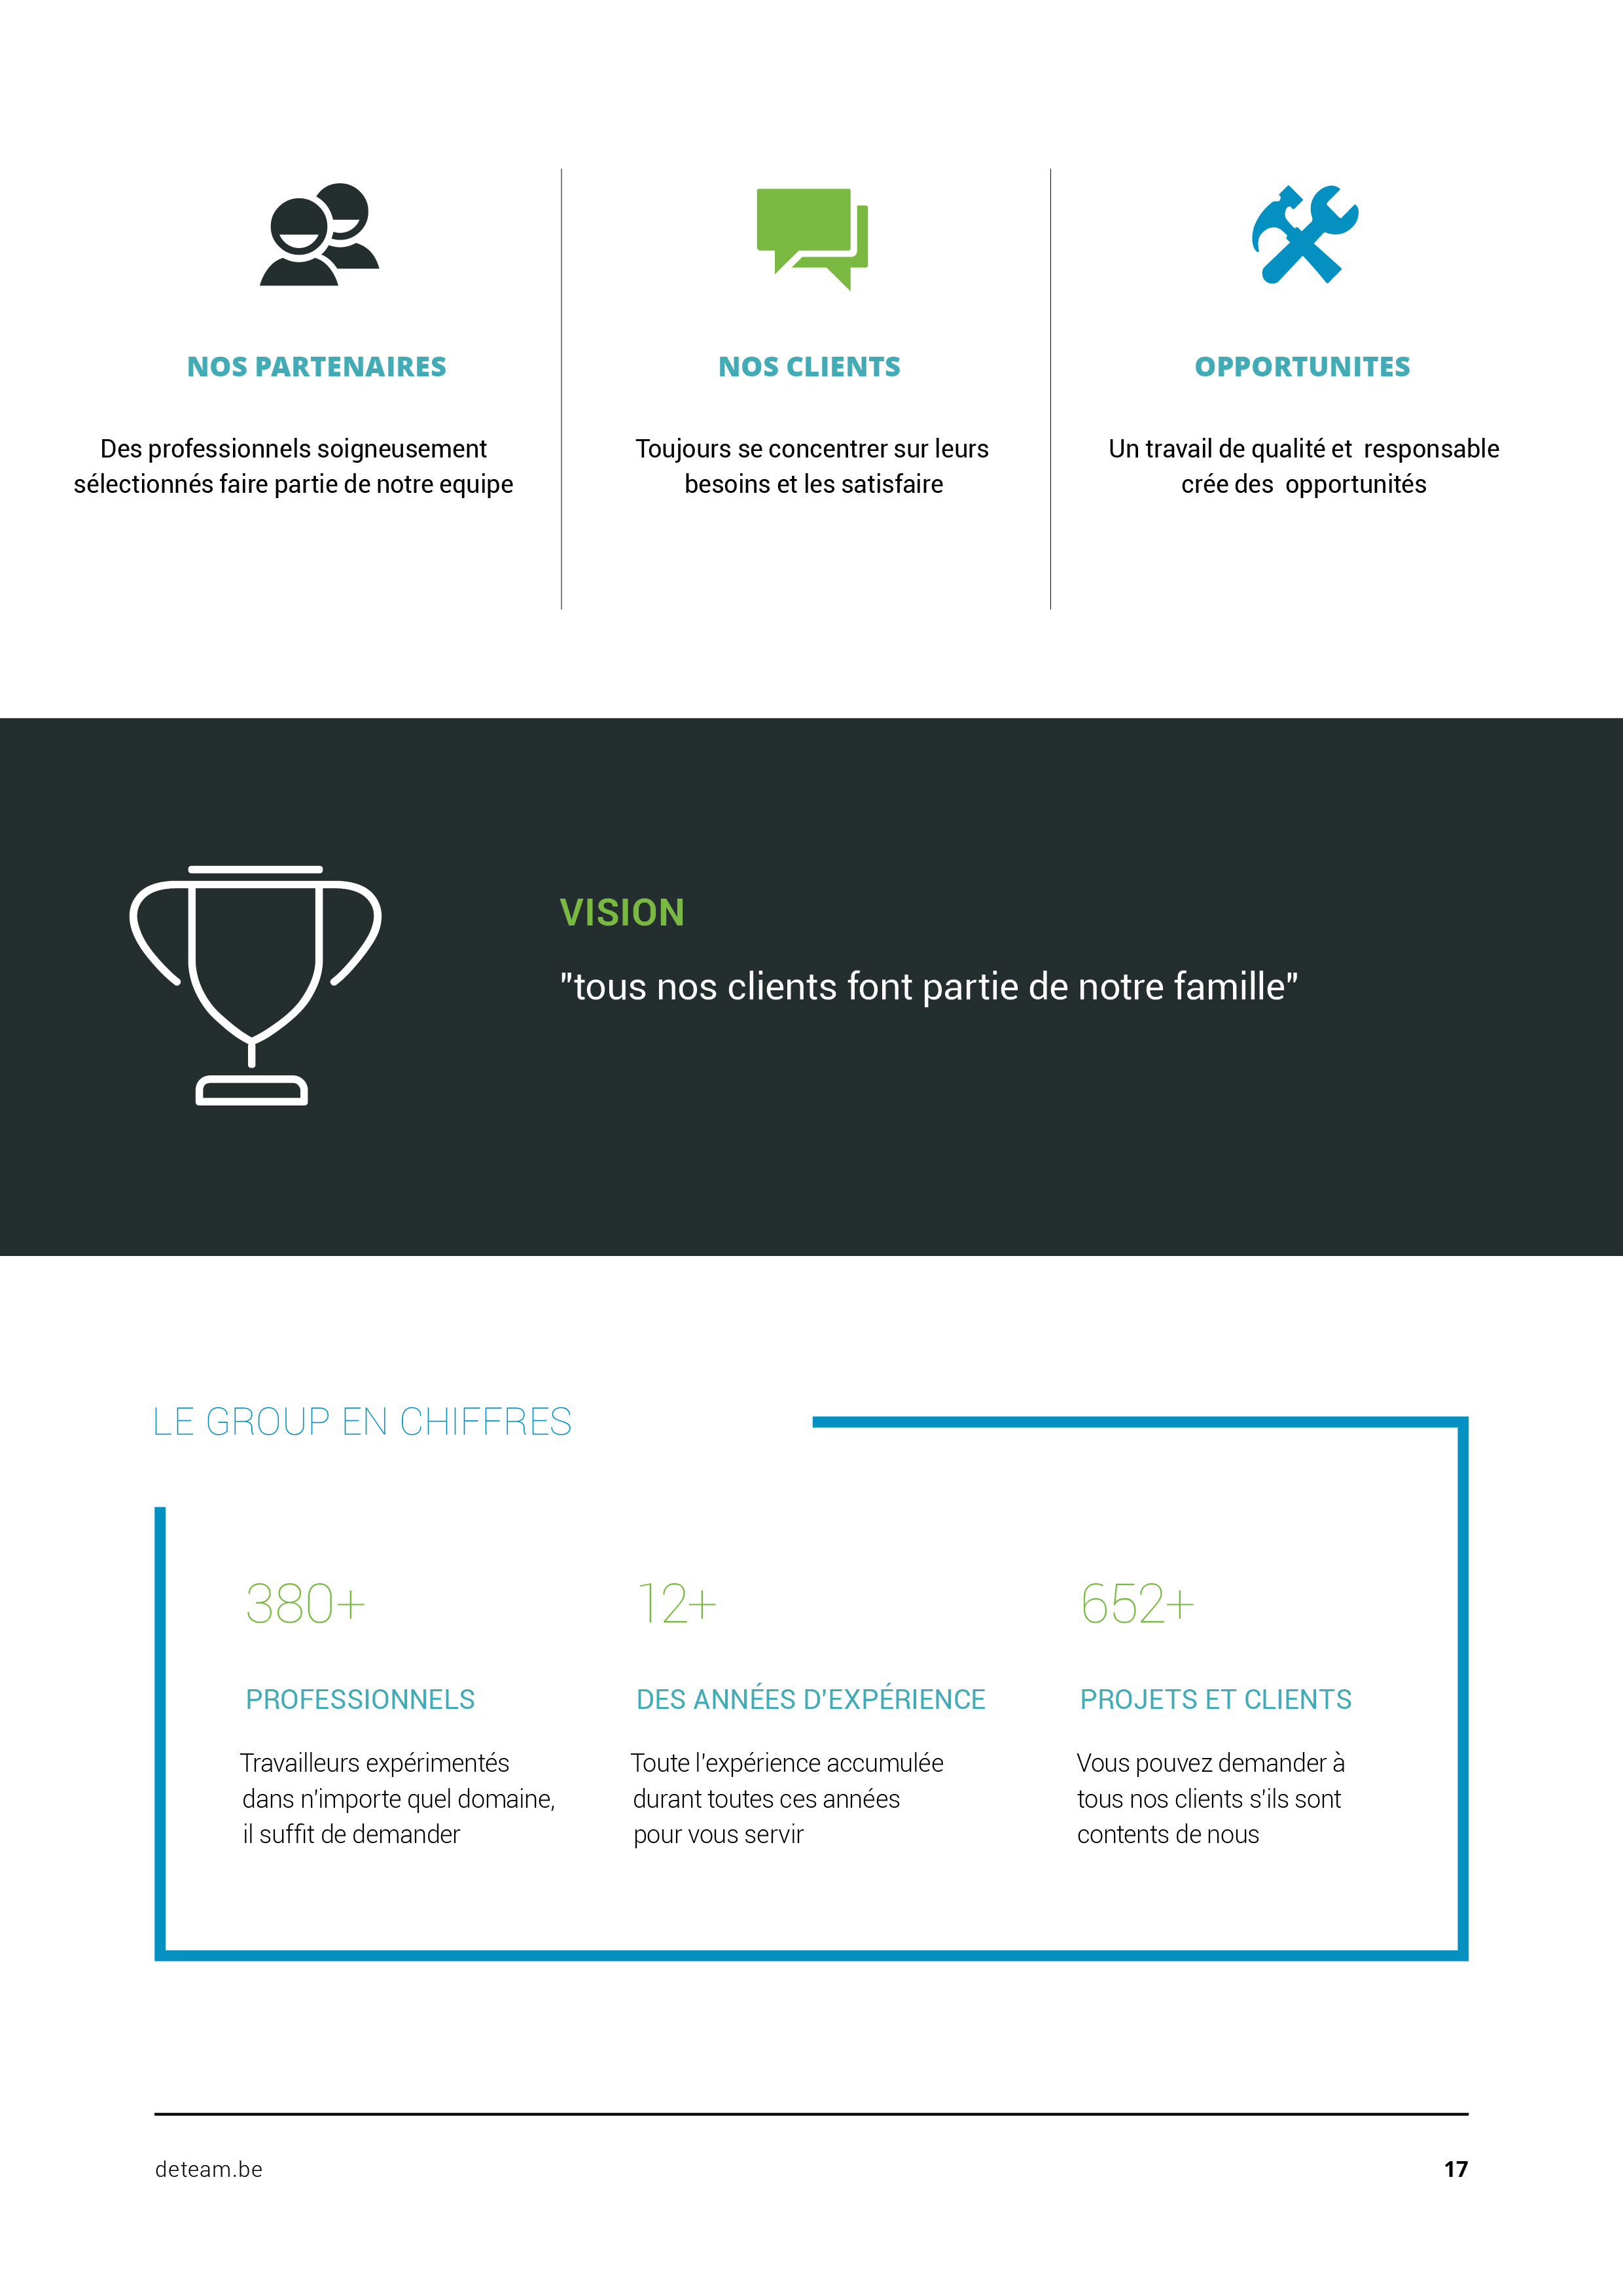 NOS PARTENAIRES
Des professionnels soigneusement
sélectionnés faire partie de notre equipe
NOS CLIENTS
Toujours se concentrer sur leurs
besoins et les satisfaire
OPPORTUNITES
Un travail de qualité et responsable
crée des opportunités
VISION
"tous nos clients font partie de notre famille"
LE GROUP EN CHIFFRES
380+
PROFESSIONNELS
Travailleurs expérimentés
dans n'importe quel domaine,
il suffit de demander
12+
DES ANNÉES D'EXPÉRIENCE
Toute l'expérience accumulée
durant toutes ces années
pour vous servir
652+
PROJETS ET CLIENTS
Vous pouvez demander à
tous nos clients s'ils sont
contents de nous
deteam.be
17